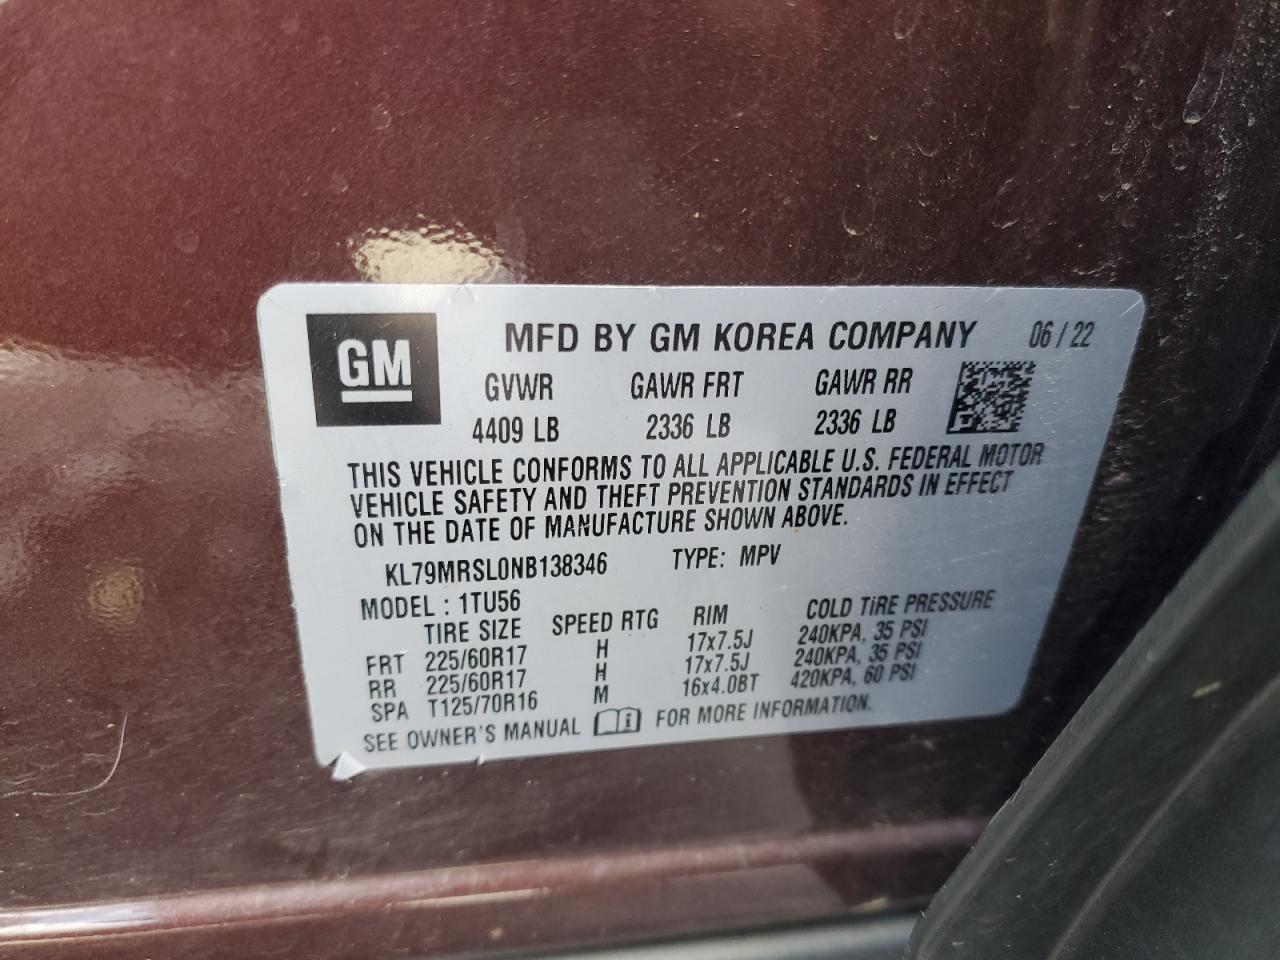 GM
MFD BY GM KOREA COMPANY 06 / 22
GVWR GAWR FRT GAWR RR
4409 LB 2336 LB 2336 LB
THIS VEHICLE CONFORMS TO ALL APPLICABLE U.S. FEDERAL MOTOR
VEHICLE SAFETY AND THEFT PREVENTION STANDARDS IN EFFECT
ON THE DATE OF MANUFACTURE SHOWN ABOVE.
KL79MRSL0NB138346 TYPE: MPV
MODEL : 1TU56
TIRE SIZE SPEED RTG RIM COLD TIRE PRESSURE
FRT 225/60R17 H 17x7.5J 240KPA, 35 PSI
RR 225/60R17 H 17x7.5J 240KPA, 35 PSI
SPA T125/70R16 M 16x4.0BT 420KPA, 60 PSI
SEE OWNER'S MANUAL i FOR MORE INFORMATION.